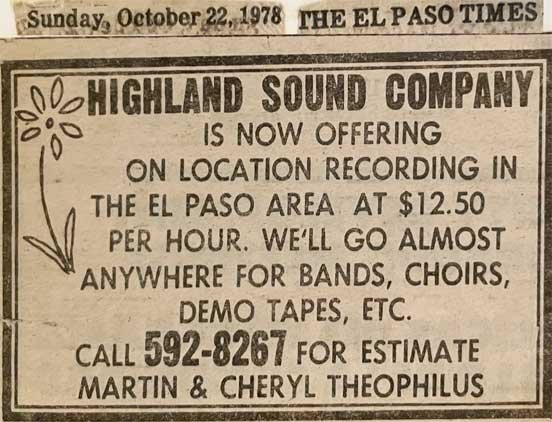 Sunday, October 22, 1978 THE EL PASO TIMES
HIGHLAND SOUND COMPANY
IS NOW OFFERING
ON LOCATION RECORDING IN
THE EL PASO AREA AT $12.50
PER HOUR. WE'LL GO ALMOST
ANYWHERE FOR BANDS, CHOIRS,
DEMO TAPES, ETC.
CALL 592-8267 FOR ESTIMATE
MARTIN & CHERYL THEOPHILUS